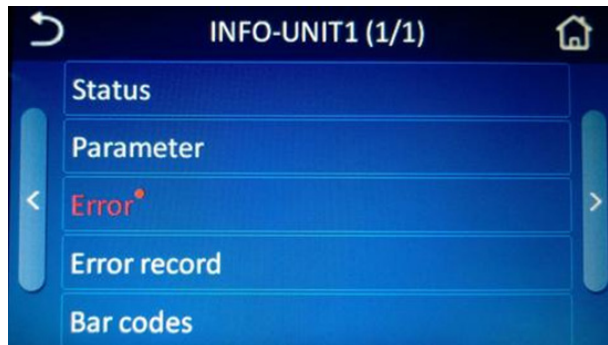 INFO-UNIT1 (1/1)
Status
Parameter
Error
Error record
Bar codes